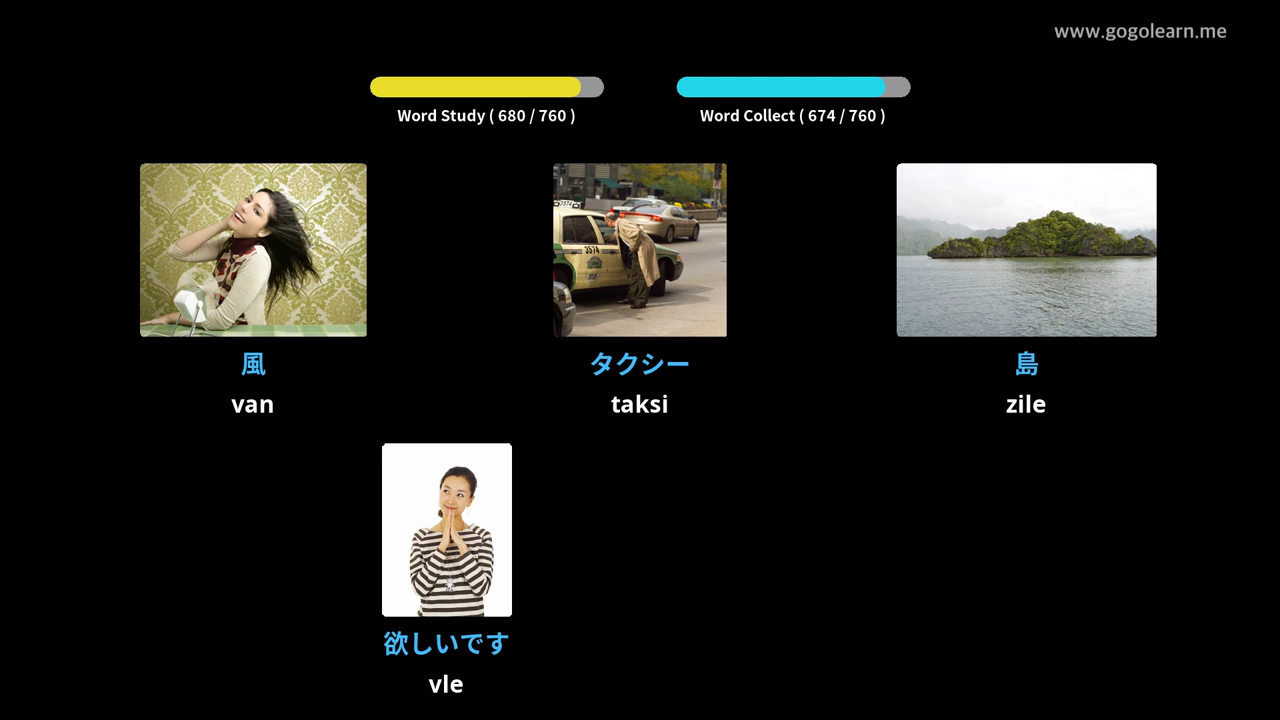 www.gogolearn.me
Word Study ( 680 / 760 )
Word Collect ( 674 / 760 )
3574
風
タクシー
島
van
taksi
zile
欲しいです
vle